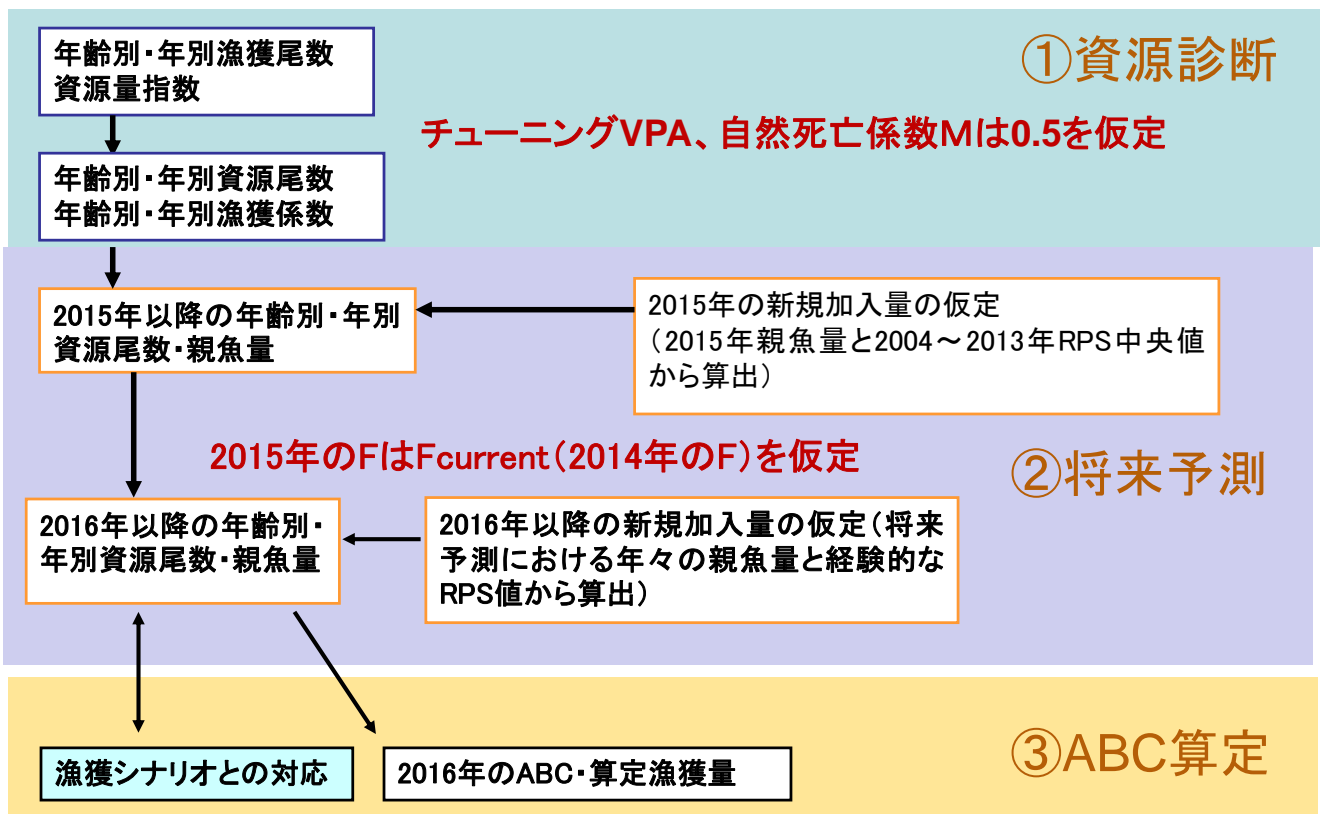 年齢別・年別漁獲尾数
資源量指数
①資源診断
チューニングVPA、自然死亡係数Mは0.5を仮定
年齢別・年別資源尾数
年齢別・年別漁獲係数
2015年以降の年齢別・年別
資源尾数・親魚量
2015年の新規加入量の仮定
（2015年親魚量と2004～2013年RPS中央値
から算出）
2015年のFはFcurrent（2014年のF）を仮定
②将来予測
2016年以降の年齢別・
年別資源尾数・親魚量
2016年以降の新規加入量の仮定（将来
予測における年々の親魚量と経験的な
RPS値から算出）
③ABC算定
漁獲シナリオとの対応
2016年のABC・算定漁獲量